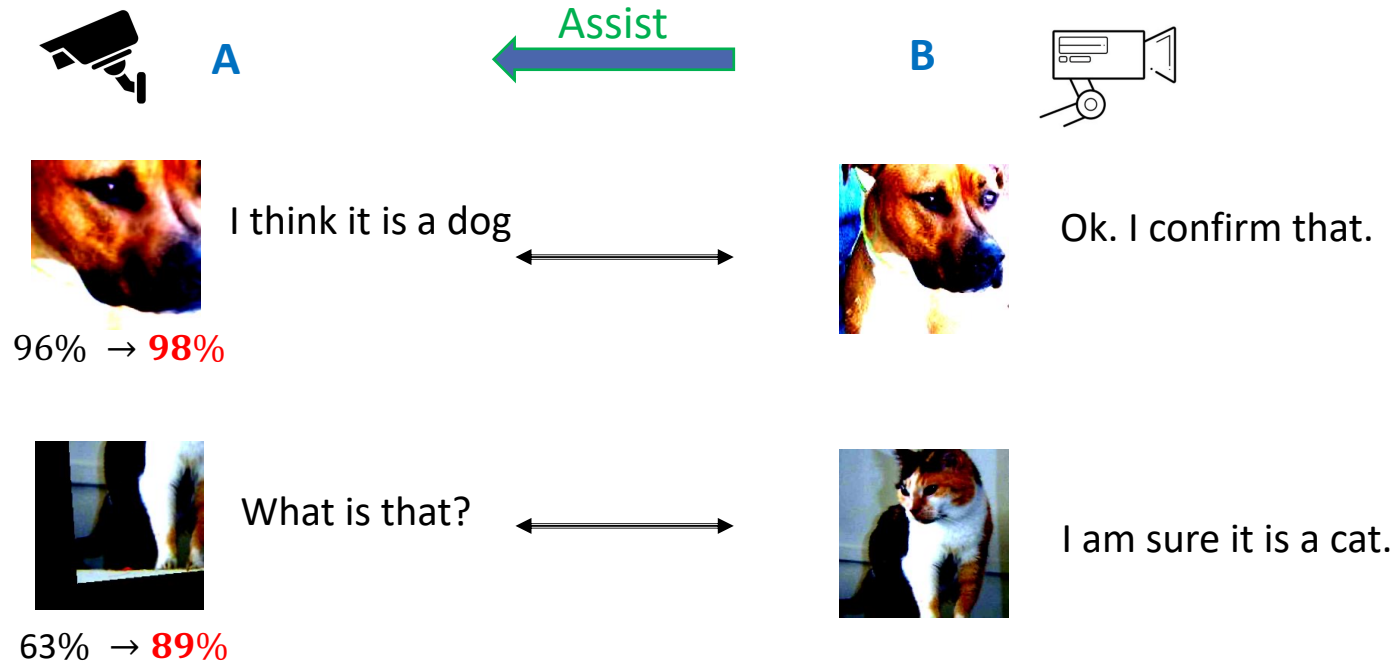 Assist
A
B
I think it is a dog
Ok. I confirm that.
96% → 98%
What is that?
I am sure it is a cat.
63% → 89%